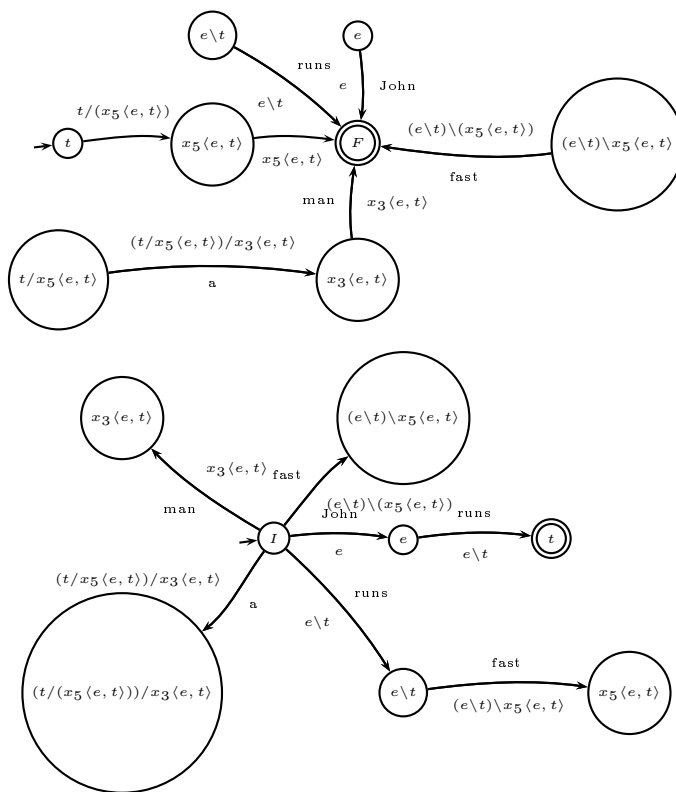 e\t
e
runs
e
John
t/(x₅⟨e, t⟩)
e\t
t
x₅⟨e, t⟩
x₅⟨e, t⟩
F
(e\t)\(x₅⟨e, t⟩)
(e\t)\x₅⟨e, t⟩
fast
man
x₃⟨e, t⟩
(t/x₅⟨e, t⟩)/x₃⟨e, t⟩
t/x₅⟨e, t⟩
a
x₃⟨e, t⟩
x₃⟨e, t⟩
(e\t)\x₅⟨e, t⟩
x₃⟨e, t⟩
fast
man
(e\t)\(x₅⟨e, t⟩)
John
runs
I
e
e
e\t
t
(t/x₅⟨e, t⟩)/x₃⟨e, t⟩
a
runs
e\t
(t/(x₅⟨e, t⟩))/x₃⟨e, t⟩
e\t
fast
(e\t)\x₅⟨e, t⟩
x₅⟨e, t⟩